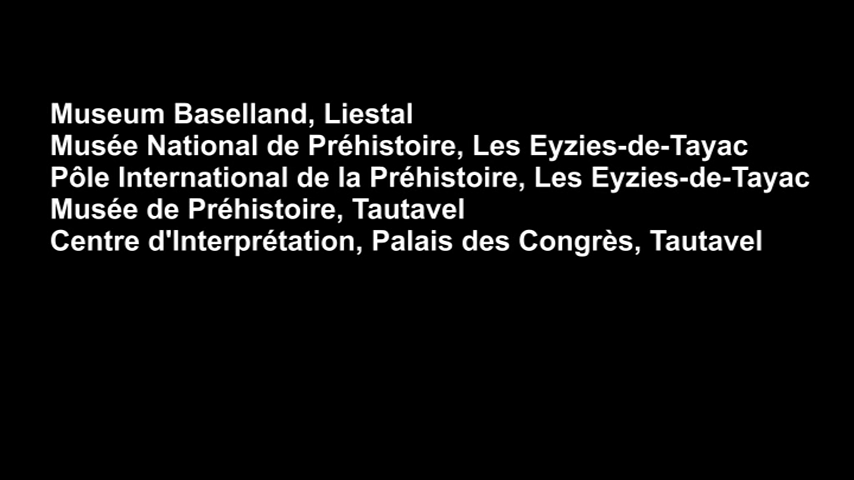 Museum Baselland, Liestal
Musée National de Préhistoire, Les Eyzies-de-Tayac
Pôle International de la Préhistoire, Les Eyzies-de-Tayac
Musée de Préhistoire, Tautavel
Centre d'Interprétation, Palais des Congrès, Tautavel